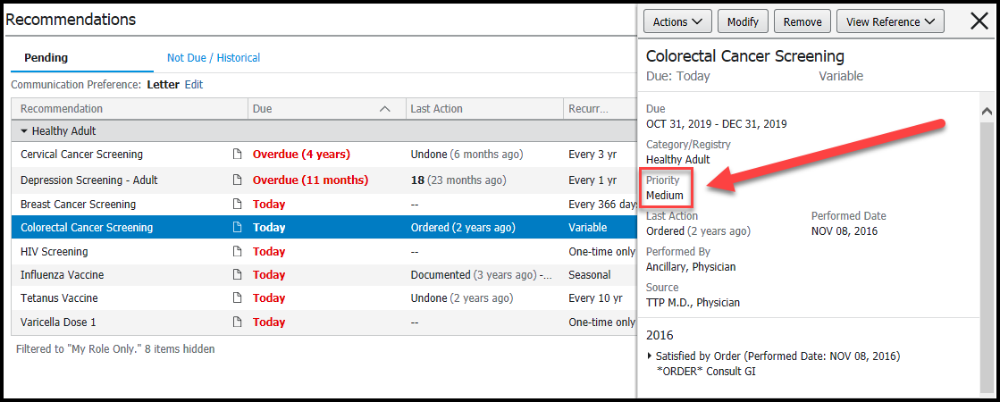 Recommendations
Pending Not Due / Historical
Communication Preference: Letter Edit
Recommendation Due Last Action Recurr...
Healthy Adult
Cervical Cancer Screening Overdue (4 years) Undone (6 months ago) Every 3 yr
Depression Screening - Adult Overdue (11 months) 18 (23 months ago) Every 1 yr
Breast Cancer Screening Today -- Every 366 days
Colorectal Cancer Screening Today Ordered (2 years ago) Variable
HIV Screening Today -- One-time only
Influenza Vaccine Today Documented (3 years ago) -... Seasonal
Tetanus Vaccine Today Undone (2 years ago) Every 10 yr
Varicella Dose 1 Today -- One-time only
Filtered to "My Role Only." 8 items hidden
Actions Modify Remove View Reference
Colorectal Cancer Screening
Due: Today Variable
Due
OCT 31, 2019 - DEC 31, 2019
Category/Registry
Healthy Adult
Priority
Medium
Last Action Performed Date
Ordered (2 years ago) NOV 08, 2016
Performed By
Ancillary, Physician
Source
TTP M.D., Physician
2016
Satisfied by Order (Performed Date: NOV 08, 2016)
*ORDER* Consult GI